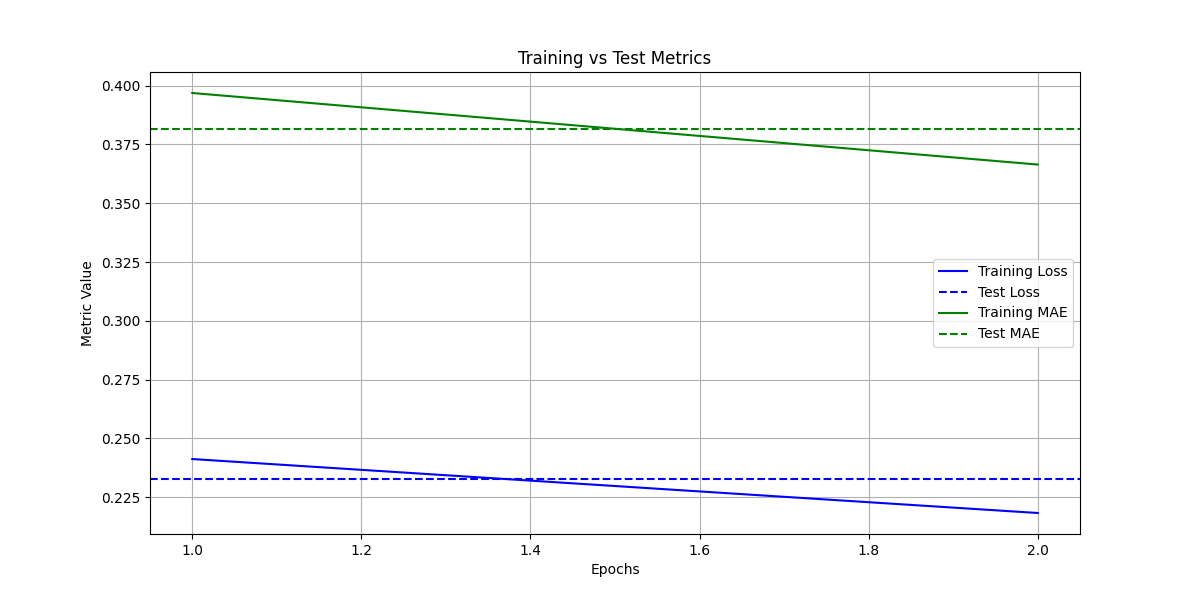 Training vs Test Metrics
0.400
0.375
0.350
0.325
0.300
0.275
0.250
0.225
Metric Value
Training Loss
Test Loss
Training MAE
Test MAE
1.0 1.2 1.4 1.6 1.8 2.0
Epochs